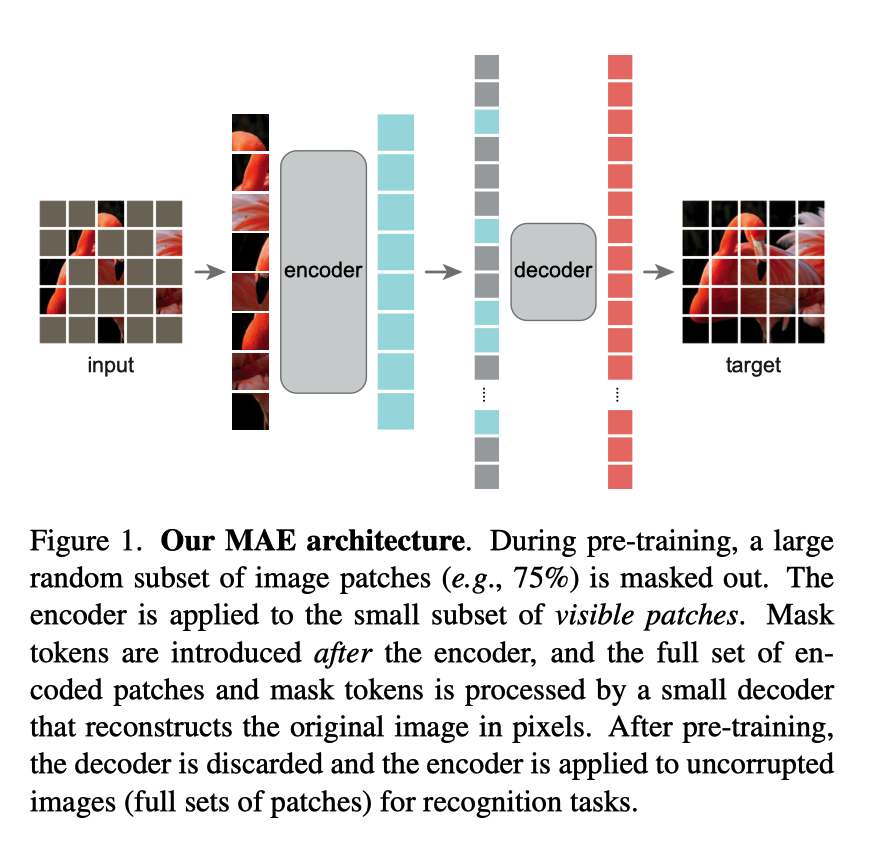 input
encoder
decoder
target
Figure 1. Our MAE architecture. During pre-training, a large
random subset of image patches (e.g., 75%) is masked out. The
encoder is applied to the small subset of visible patches. Mask
tokens are introduced after the encoder, and the full set of en-
coded patches and mask tokens is processed by a small decoder
that reconstructs the original image in pixels. After pre-training,
the decoder is discarded and the encoder is applied to uncorrupted
images (full sets of patches) for recognition tasks.